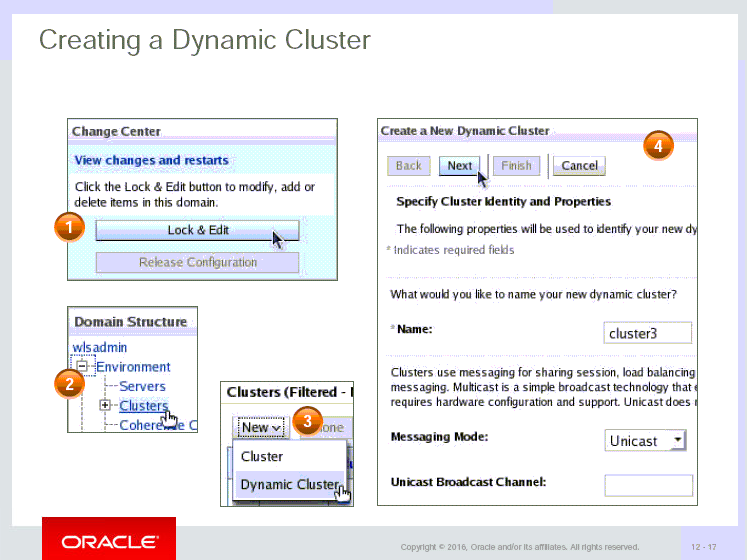 Creating a Dynamic Cluster
Change Center
View changes and restarts
Click the Lock & Edit button to modify, add or
delete items in this domain.
1
Lock & Edit
Release Configuration
Domain Structure
wlsadmin
Environment
2
Servers
Clusters
Coherence C
Clusters (Filtered -
New
3
one
Cluster
Dynamic Cluster
Create a New Dynamic Cluster
4
Back Next Finish Cancel
Specify Cluster Identity and Properties
The following properties will be used to identify your new dy
* Indicates required fields
What would you like to name your new dynamic cluster?
* Name: cluster3
Clusters use messaging for sharing session, load balancing
messaging. Multicast is a simple broadcast technology that e
requires hardware configuration and support. Unicast does n
Messaging Mode: Unicast
Unicast Broadcast Channel:
ORACLE
Copyright © 2016, Oracle and/or its affiliates. All rights reserved.
12 - 17